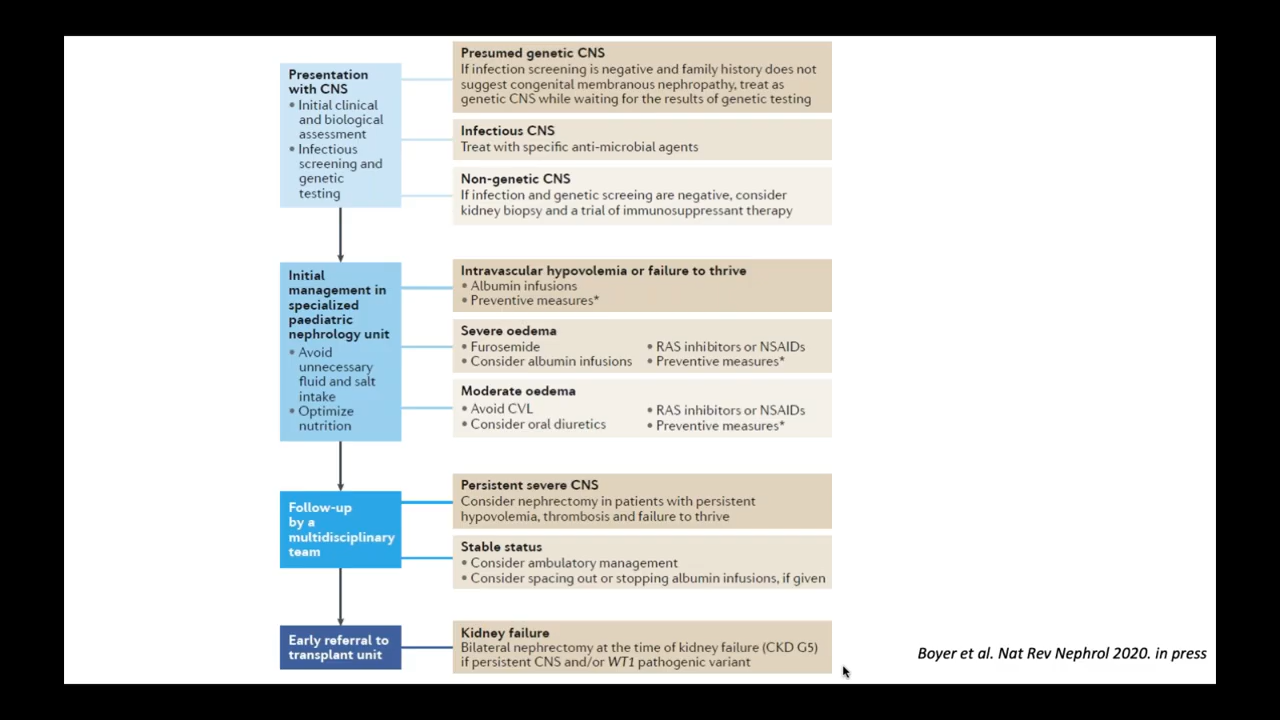 Presentation
with CNS
• Initial clinical
and biological
assessment
• Infectious
screening and
genetic
testing
Presumed genetic CNS
If infection screening is negative and family history does not
suggest congenital membranous nephropathy, treat as
genetic CNS while waiting for the results of genetic testing
Infectious CNS
Treat with specific anti-microbial agents
Non-genetic CNS
If infection and genetic screeing are negative, consider
kidney biopsy and a trial of immunosuppressant therapy
Initial
management in
specialized
paediatric
nephrology unit
• Avoid
unnecessary
fluid and salt
intake
• Optimize
nutrition
Intravascular hypovolemia or failure to thrive
• Albumin infusions
• Preventive measures*
Severe oedema
• Furosemide
• Consider albumin infusions
• RAS inhibitors or NSAIDs
• Preventive measures*
Moderate oedema
• Avoid CVL
• Consider oral diuretics
• RAS inhibitors or NSAIDs
• Preventive measures*
Follow-up
by a
multidisciplinary
team
Persistent severe CNS
Consider nephrectomy in patients with persistent
hypovolemia, thrombosis and failure to thrive
Stable status
• Consider ambulatory management
• Consider spacing out or stopping albumin infusions, if given
Early referral to
transplant unit
Kidney failure
Bilateral nephrectomy at the time of kidney failure (CKD G5)
if persistent CNS and/or WT1 pathogenic variant
Boyer et al. Nat Rev Nephrol 2020. in press